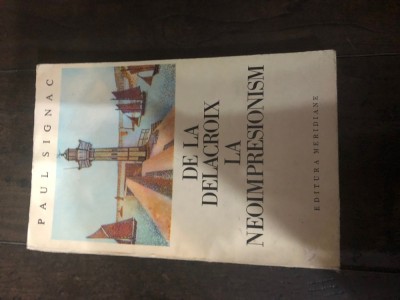 PAUL SIGNAC
DE LA
DELACROIX
LA
NEOIMPRESIONISM
EDITURA MERIDIANE